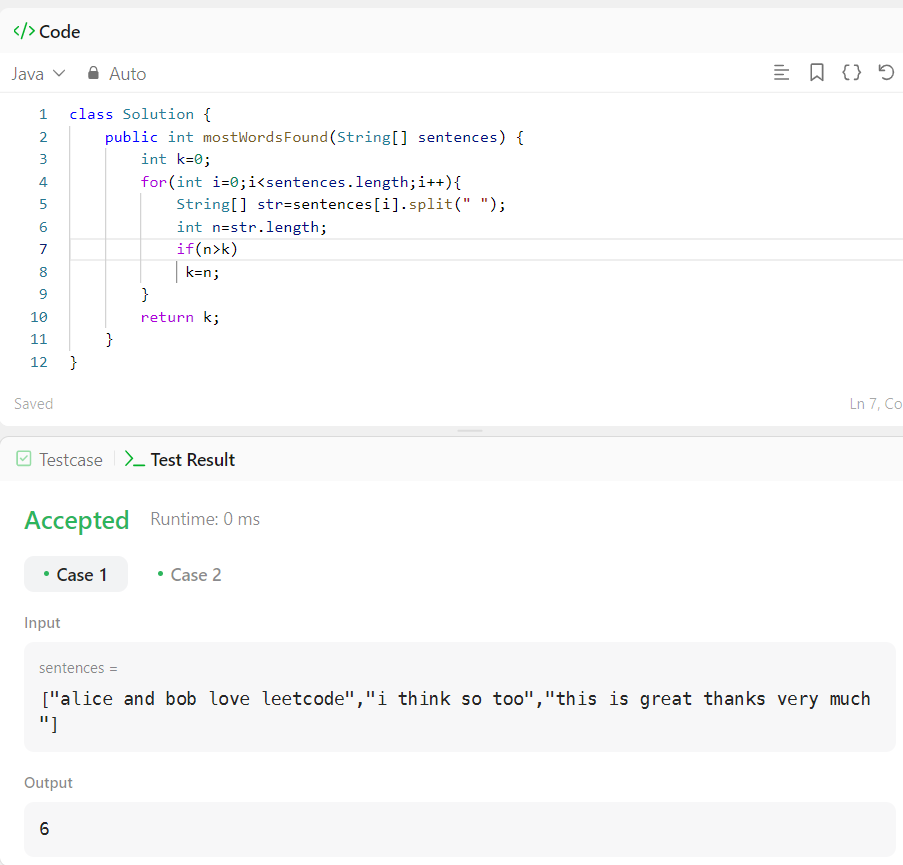 </> Code
Java Auto
1 class Solution {
2     public int mostWordsFound(String[] sentences) {
3         int k=0;
4         for(int i=0;i<sentences.length;i++){
5             String[] str=sentences[i].split(" ");
6             int n=str.length;
7             if(n>k)
8              k=n;
9         }
10         return k;
11     }
12 }
Saved Ln 7, Co
Testcase Test Result
Accepted Runtime: 0 ms
Case 1 Case 2
Input
sentences =
["alice and bob love leetcode","i think so too","this is great thanks very much
"]
Output
6